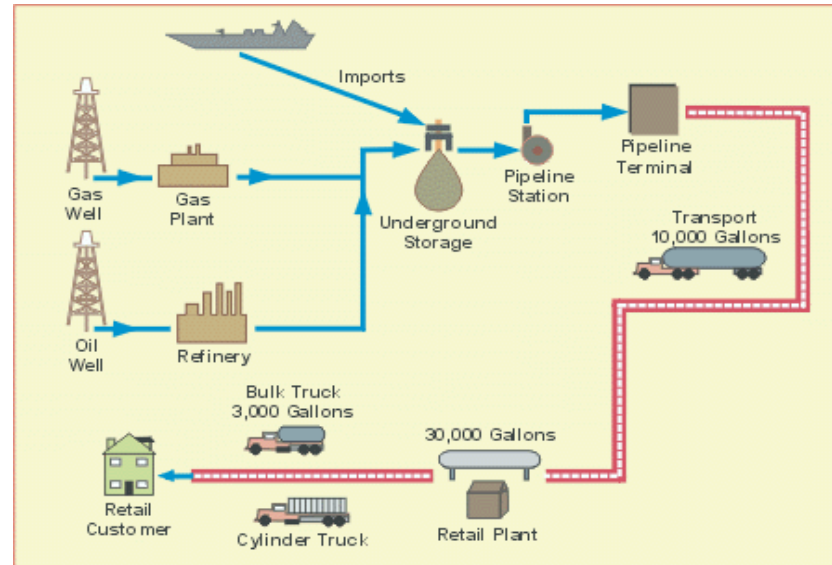 Imports
Gas
Well
Gas
Plant
Underground
Storage
Pipeline
Station
Pipeline
Terminal
Transport
10,000 Gallons
Oil
Well
Refinery
Bulk Truck
3,000 Gallons
30,000 Gallons
Retail
Customer
Cylinder Truck
Retail Plant